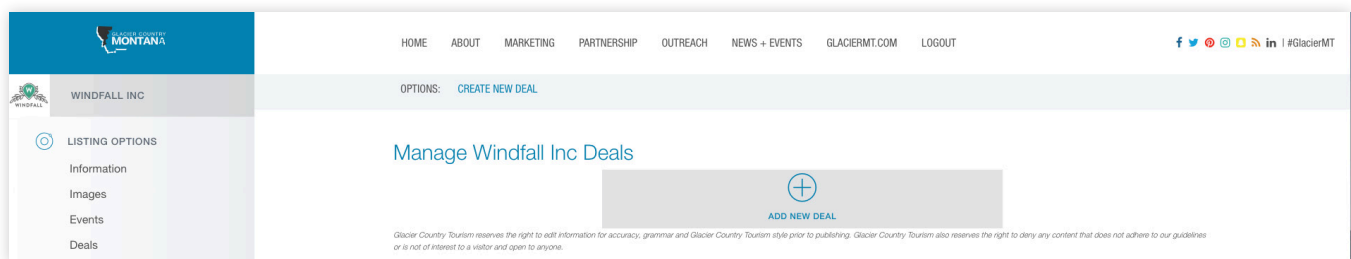 GLACIER COUNTRY
MONTANA
HOME ABOUT MARKETING PARTNERSHIP OUTREACH NEWS + EVENTS GLACIERMT.COM LOGOUT
| #GlacierMT
WINDFALL
WINDFALL INC
OPTIONS: CREATE NEW DEAL
LISTING OPTIONS
Information
Images
Events
Deals
Manage Windfall Inc Deals
ADD NEW DEAL
Glacier Country Tourism reserves the right to edit information for accuracy, grammar and Glacier Country Tourism style prior to publishing. Glacier Country Tourism also reserves the right to deny any content that does not adhere to our guidelines
or is not of interest to a visitor and open to anyone.